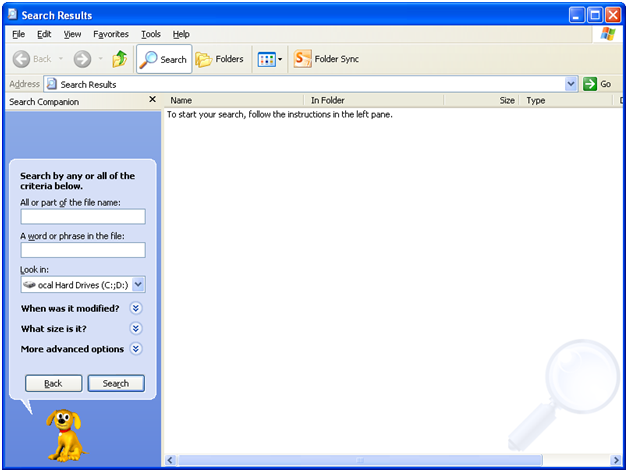 Search Results
File Edit View Favorites Tools Help
Back Search Folders Folder Sync
Address Search Results Go
Search Companion
Name In Folder Size Type D
To start your search, follow the instructions in the left pane.
Search by any or all of the
criteria below.
All or part of the file name:
A word or phrase in the file:
Look in:
ocal Hard Drives (C:;D:)
When was it modified?
What size is it?
More advanced options
Back Search